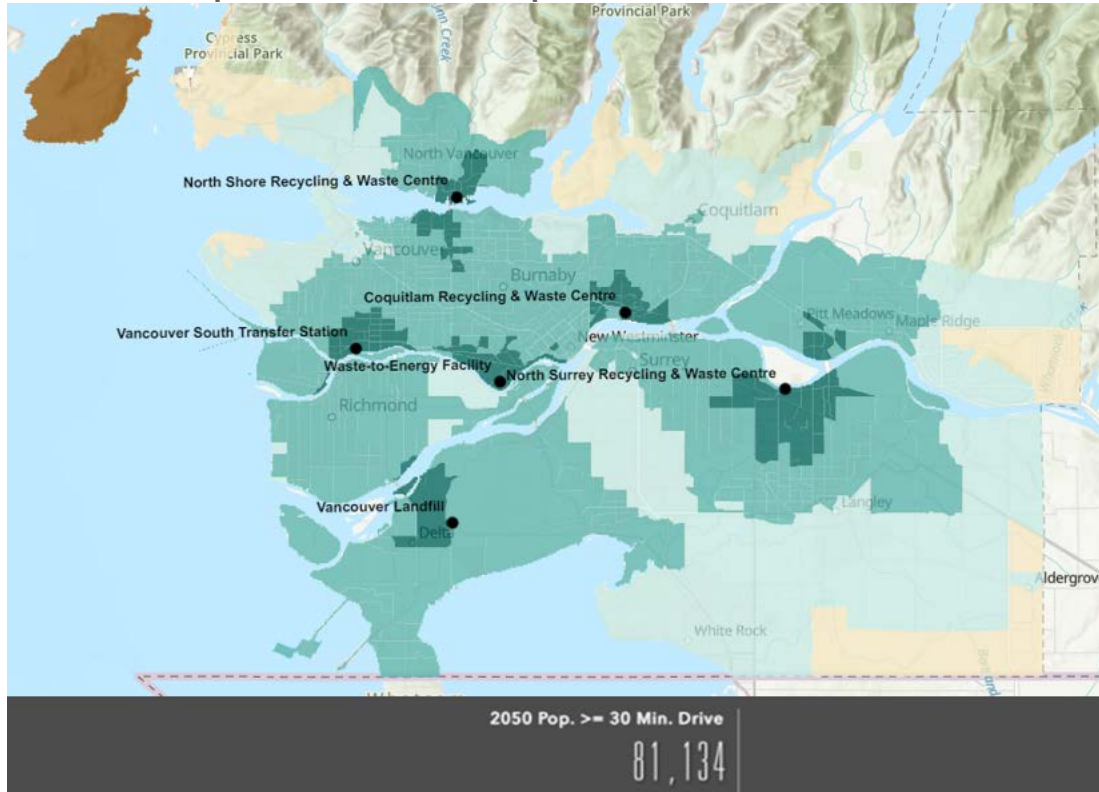 Provincial Park
Cypress
Provincial Park
North Vancouver
North Shore Recycling & Waste Centre
Coquitlam
Vancouver
Burnaby
Coquitlam Recycling & Waste Centre
Pitt Meadows
Maple Ridge
Vancouver South Transfer Station
New Westminster
Surrey
Waste-to-Energy Facility
North Surrey Recycling & Waste Centre
Richmond
Langley
Vancouver Landfill
Delta
Aldergrov
White Rock
2050 Pop. >= 30 Min. Drive
81,134